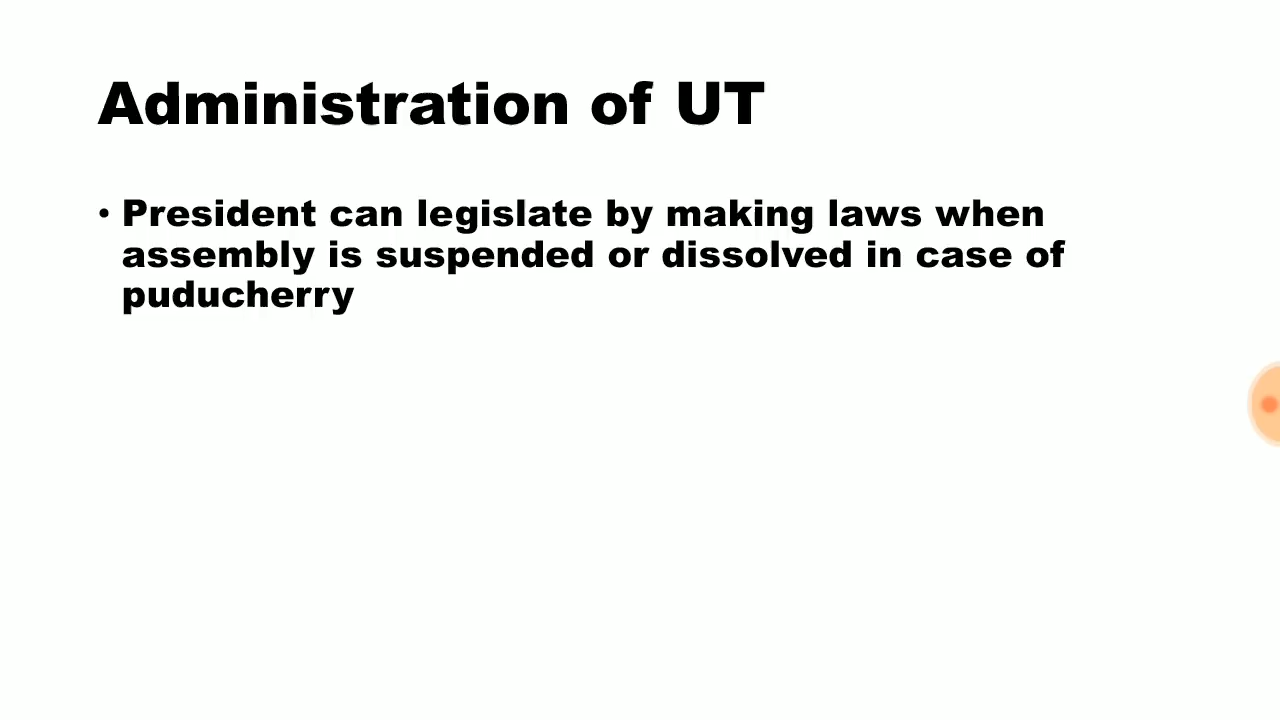 Administration of UT
• President can legislate by making laws when
assembly is suspended or dissolved in case of
puducherry